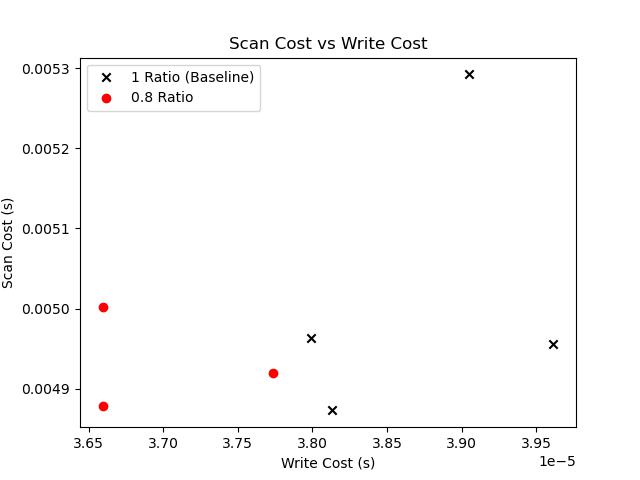 Scan Cost vs Write Cost
1 Ratio (Baseline)
0.8 Ratio
Scan Cost (s)
0.0053
0.0052
0.0051
0.0050
0.0049
3.65 3.70 3.75 3.80 3.85 3.90 3.95
1e−5
Write Cost (s)